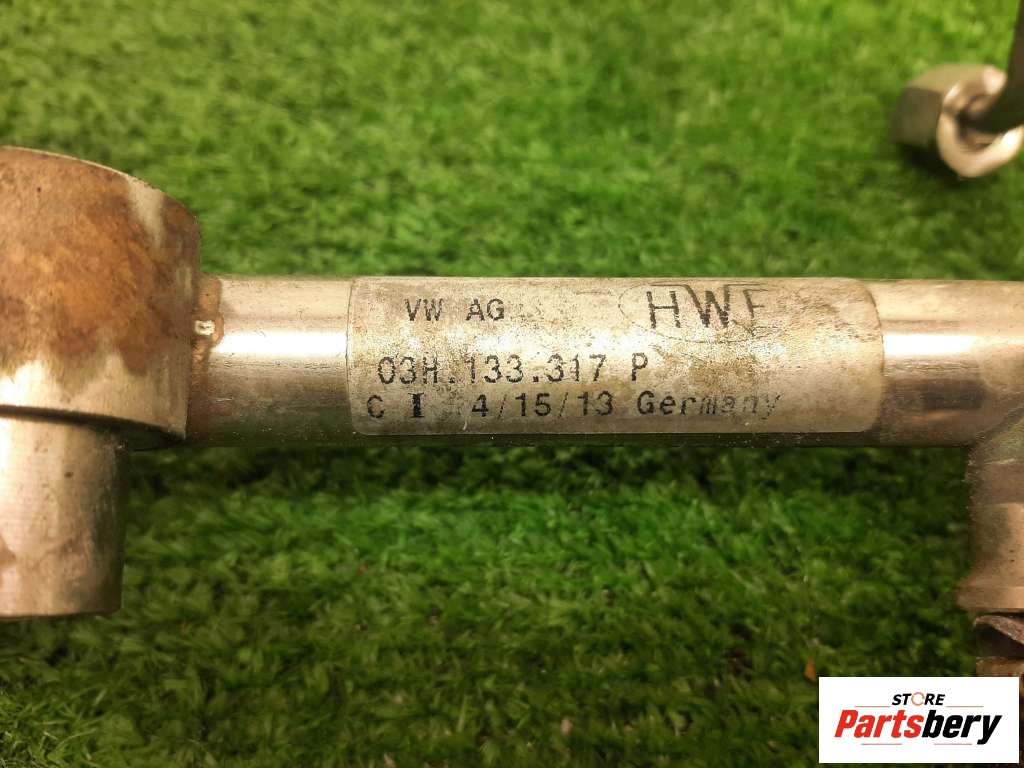 VW AG HWF
03H.133.317 P
C I 4/15/13 Germany
STORE
Partsbery